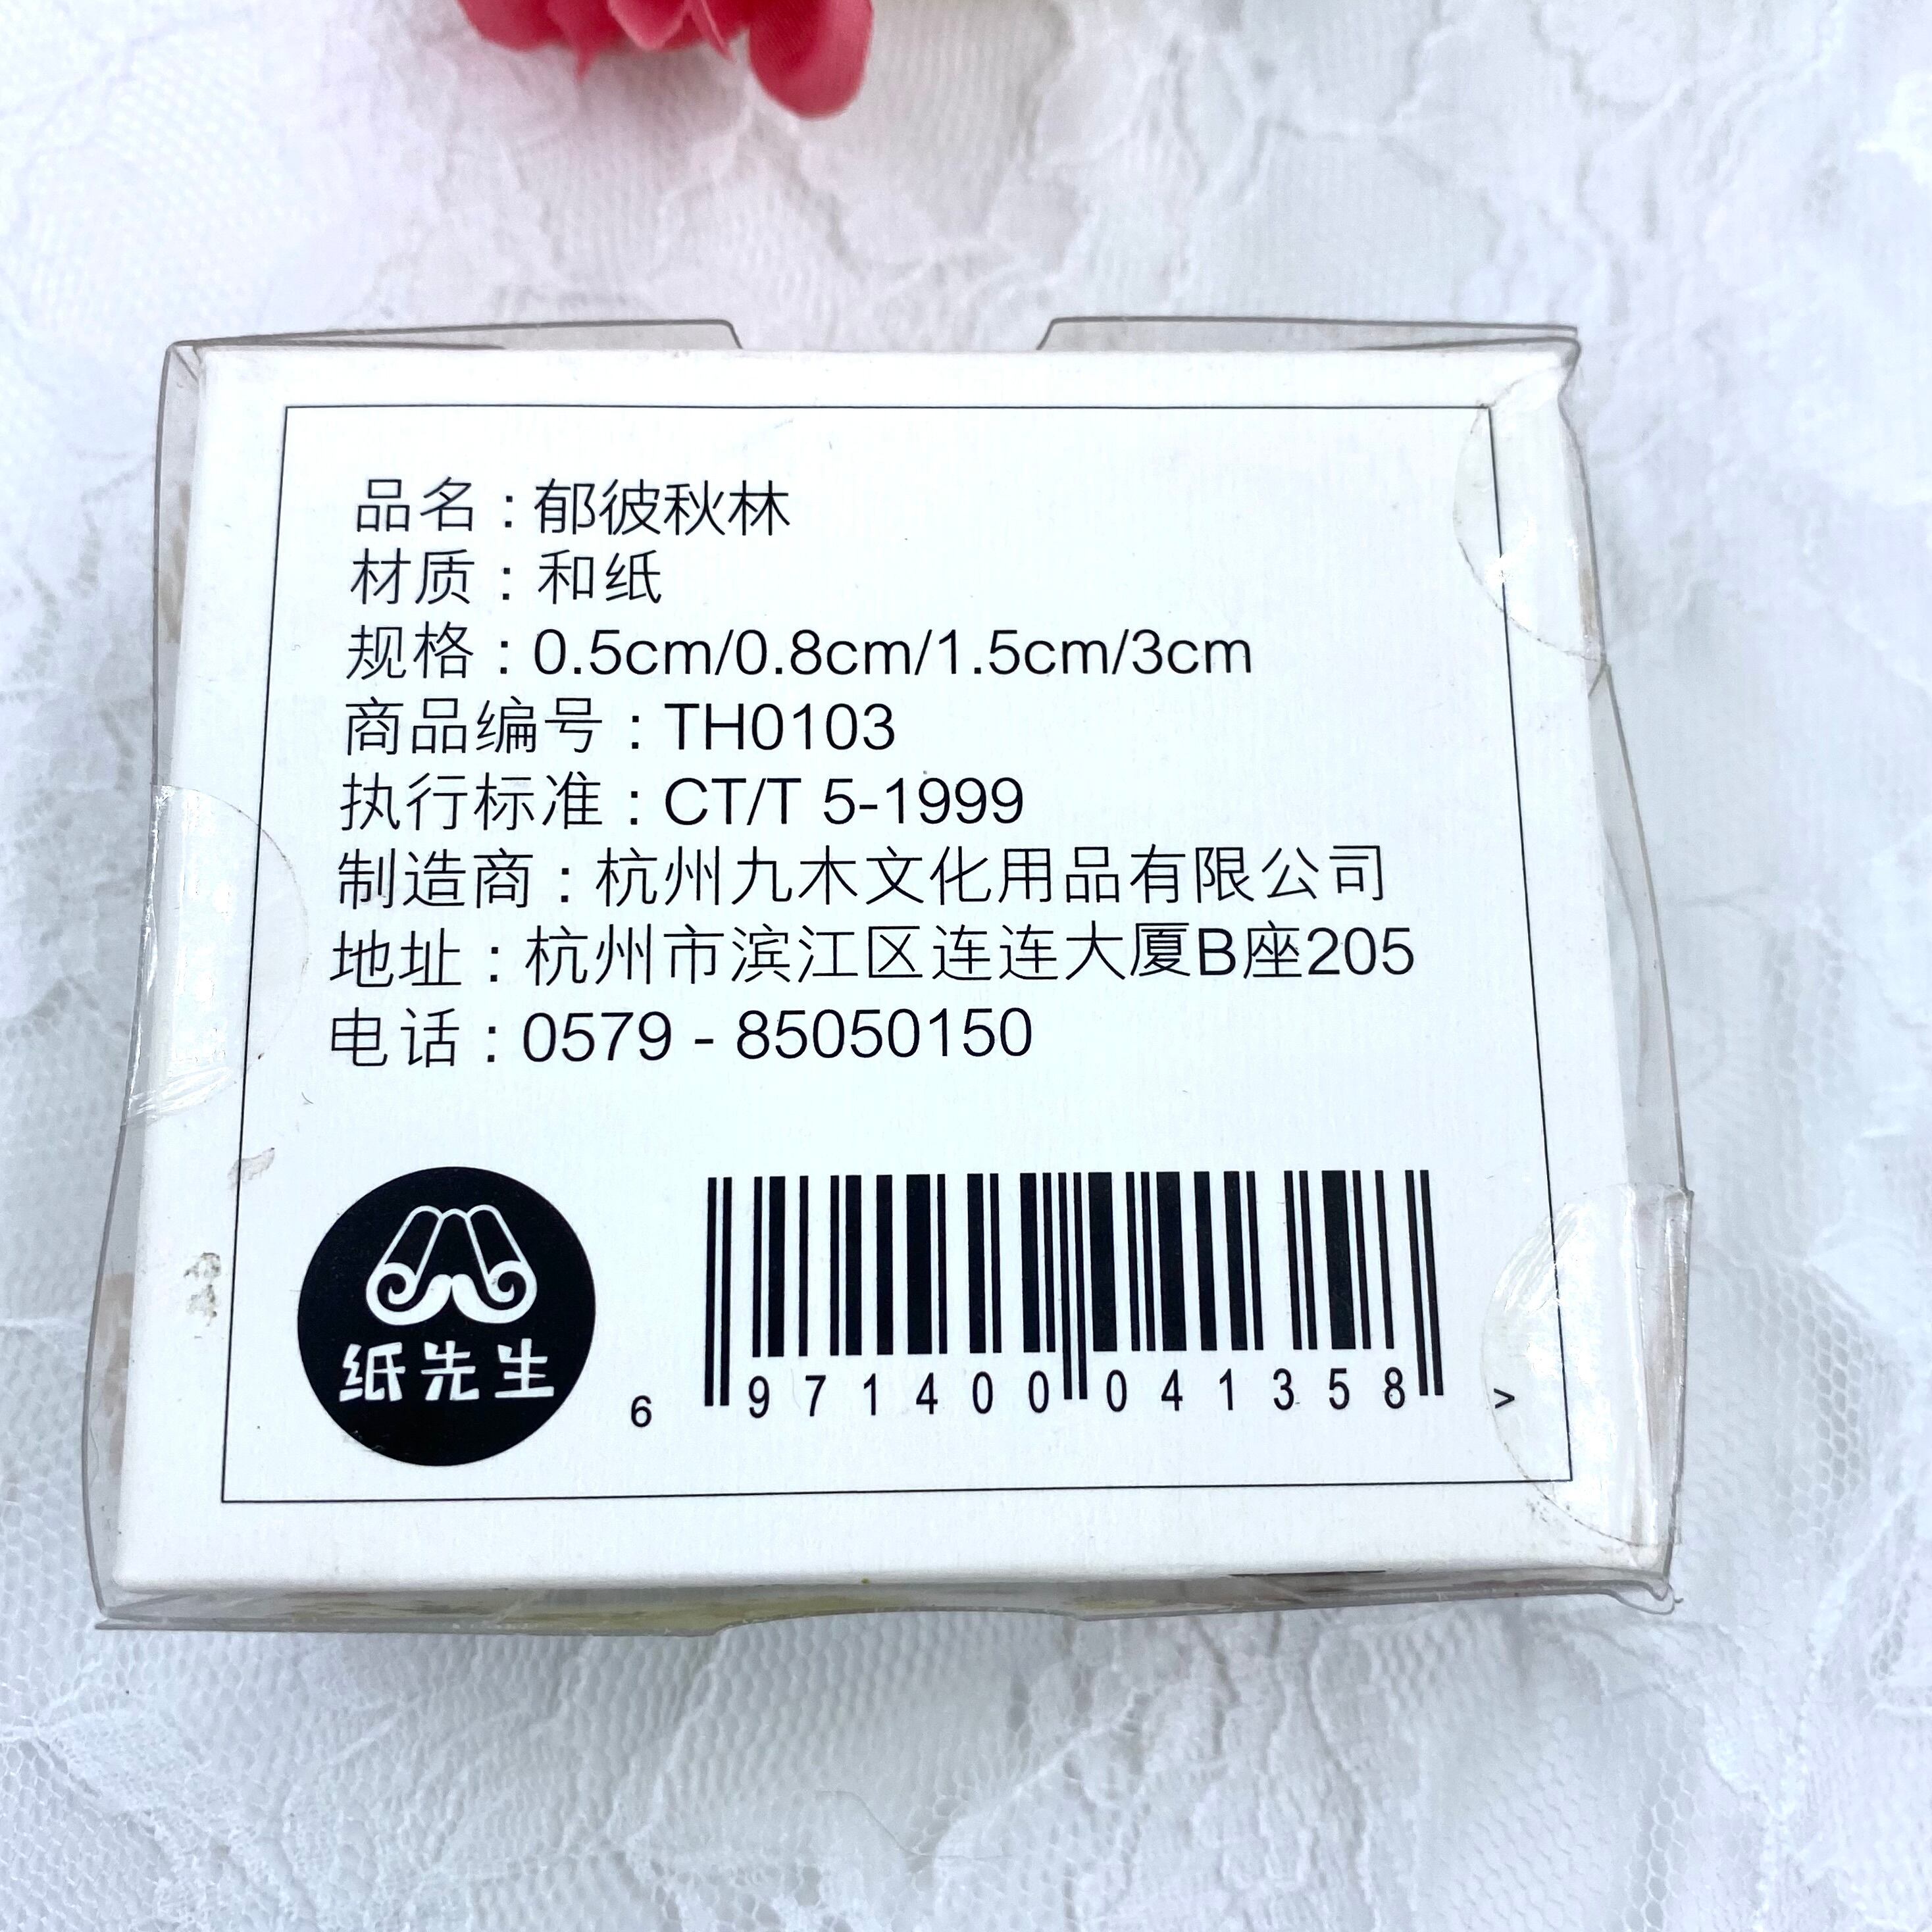 品名：郁彼秋林
材质：和纸
规格：0.5cm/0.8cm/1.5cm/3cm
商品编号：TH0103
执行标准：CT/T 5-1999
制造商：杭州九木文化用品有限公司
地址：杭州市滨江区连连大厦B座205
电话：0579 - 85050150
纸先生
6 971400 041358 >